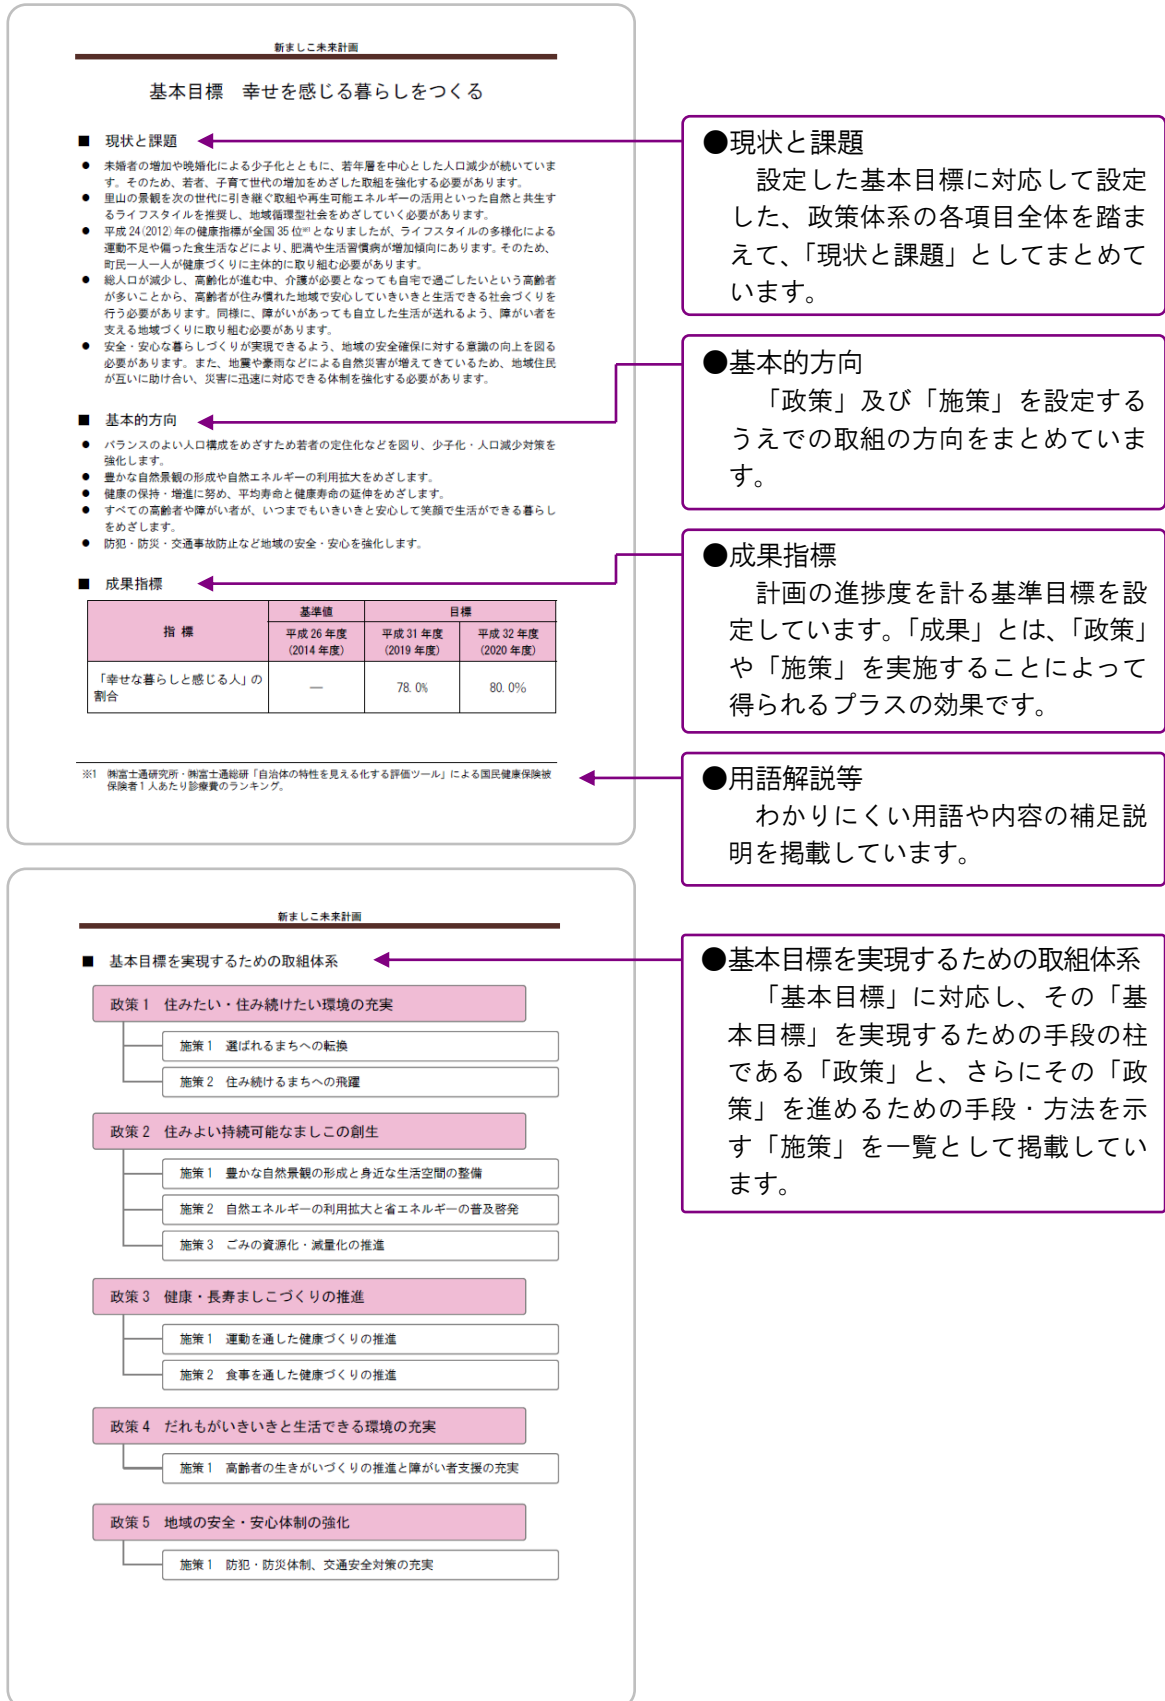 新ましこ未来計画
基本目標　幸せを感じる暮らしをつくる
■　現状と課題
●　未婚者の増加や晩婚化による少子化とともに、若年層を中心とした人口減少が続いていま
す。そのため、若者、子育て世代の増加をめざした取組を強化する必要があります。
●　里山の景観を次の世代に引き継ぐ取組や再生可能エネルギーの活用といった自然と共生す
るライフスタイルを推奨し、地域循環型社会をめざしていく必要があります。
●　平成24(2012)年の健康指標が全国35位※1となりましたが、ライフスタイルの多様化による
運動不足や偏った食生活などにより、肥満や生活習慣病が増加傾向にあります。そのため、
町民一人一人が健康づくりに主体的に取り組む必要があります。
●　総人口が減少し、高齢化が進む中、介護が必要となっても自宅で過ごしたいという高齢者
が多いことから、高齢者が住み慣れた地域で安心していきいきと生活できる社会づくりを
行う必要があります。同様に、障がいがあっても自立した生活が送れるよう、障がい者を
支える地域づくりに取り組む必要があります。
●　安全・安心な暮らしづくりが実現できるよう、地域の安全確保に対する意識の向上を図る
必要があります。また、地震や豪雨などによる自然災害が増えてきているため、地域住民
が互いに助け合い、災害に迅速に対応できる体制を強化する必要があります。
■　基本的方向
●　バランスのよい人口構成をめざすため若者の定住化などを図り、少子化・人口減少対策を
強化します。
●　豊かな自然景観の形成や自然エネルギーの利用拡大をめざします。
●　健康の保持・増進に努め、平均寿命と健康寿命の延伸をめざします。
●　すべての高齢者や障がい者が、いつまでもいきいきと安心して笑顔で生活ができる暮らし
をめざします。
●　防犯・防災・交通事故防止など地域の安全・安心を強化します。
■　成果指標
指 標　基準値　目標
平成26年度　平成31年度　平成32年度
(2014年度)　(2019年度)　(2020年度)
「幸せな暮らしと感じる人」の
割合　―　78.0%　80.0%
※1　㈱富士通研究所・㈱富士通総研「自治体の特性を見える化する評価ツール」による国民健康保険被
保険者1人あたり診療費のランキング。
●現状と課題
設定した基本目標に対応して設定
した、政策体系の各項目全体を踏ま
えて、「現状と課題」としてまとめて
います。
●基本的方向
「政策」及び「施策」を設定する
うえでの取組の方向をまとめていま
す。
●成果指標
計画の進捗度を計る基準目標を設
定しています。「成果」とは、「政策」
や「施策」を実施することによって
得られるプラスの効果です。
●用語解説等
わかりにくい用語や内容の補足説
明を掲載しています。
新ましこ未来計画
■　基本目標を実現するための取組体系
政策1　住みたい・住み続けたい環境の充実
施策1　選ばれるまちへの転換
施策2　住み続けるまちへの飛躍
政策2　住みよい持続可能なましこの創生
施策1　豊かな自然景観の形成と身近な生活空間の整備
施策2　自然エネルギーの利用拡大と省エネルギーの普及啓発
施策3　ごみの資源化・減量化の推進
政策3　健康・長寿ましこづくりの推進
施策1　運動を通した健康づくりの推進
施策2　食事を通した健康づくりの推進
政策4　だれもがいきいきと生活できる環境の充実
施策1　高齢者の生きがいづくりの推進と障がい者支援の充実
政策5　地域の安全・安心体制の強化
施策1　防犯・防災体制、交通安全対策の充実
●基本目標を実現するための取組体系
「基本目標」に対応し、その「基
本目標」を実現するための手段の柱
である「政策」と、さらにその「政
策」を進めるための手段・方法を示
す「施策」を一覧として掲載してい
ます。